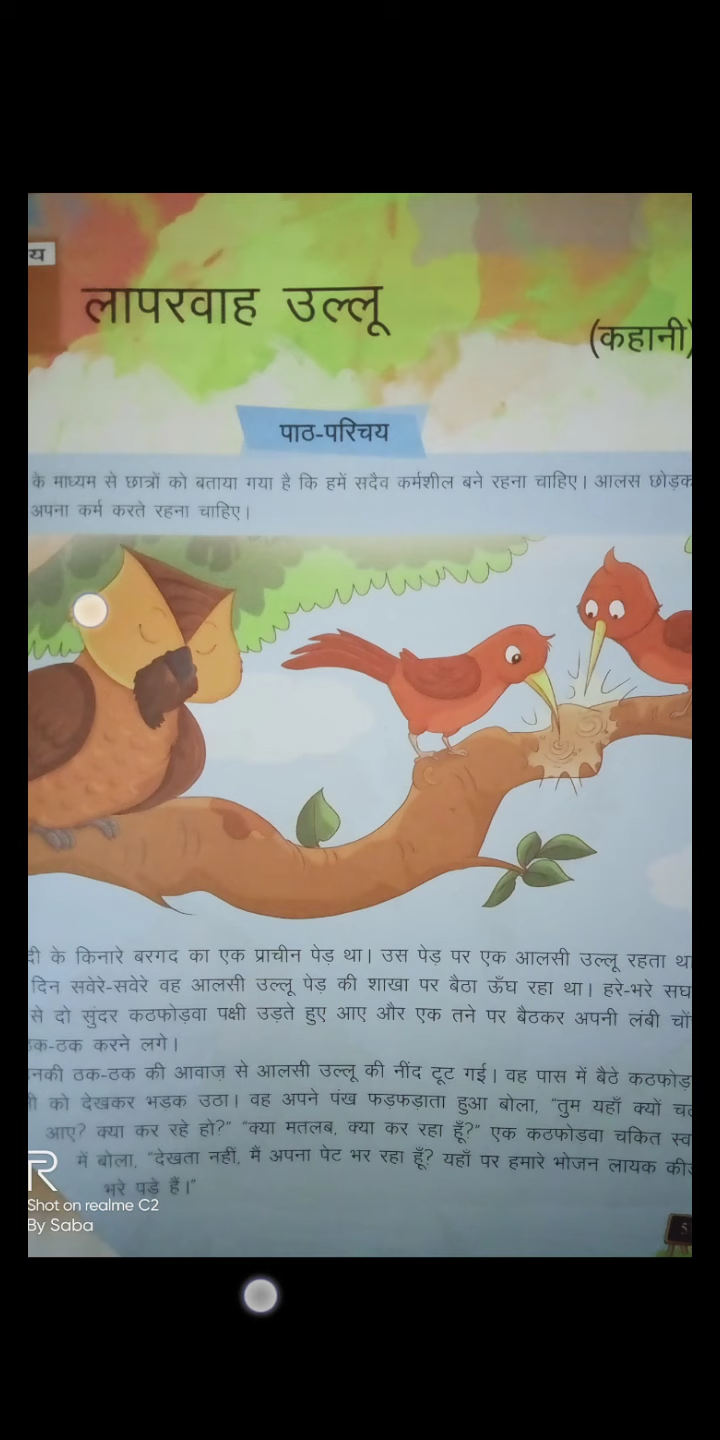 य
लापरवाह उल्लू
(कहानी)
पाठ-परिचय
के माध्यम से छात्रों को बताया गया है कि हमें सदैव कर्मशील बने रहना चाहिए। आलस छोड़क
अपना कर्म करते रहना चाहिए।
दी के किनारे बरगद का एक प्राचीन पेड़ था। उस पेड़ पर एक आलसी उल्लू रहता था
दिन सवेरे-सवेरे वह आलसी उल्लू पेड़ की शाखा पर बैठा ऊँघ रहा था। हरे-भरे सघ
से दो सुंदर कठफोड़वा पक्षी उड़ते हुए आए और एक तने पर बैठकर अपनी लंबी चों
ठक-ठक करने लगे।
नकी ठक-ठक की आवाज़ से आलसी उल्लू की नींद टूट गई। वह पास में बैठे कठफोड़
को देखकर भड़क उठा। वह अपने पंख फड़फड़ाता हुआ बोला, "तुम यहाँ क्यों च
आए? क्या कर रहे हो?" "क्या मतलब, क्या कर रहा हूँ?" एक कठफोडवा चकित स्व
में बोला, "देखता नहीं, मैं अपना पेट भर रहा हूँ? यहाँ पर हमारे भोजन लायक की
भरे पडे हैं।"
R
Shot on realme C2
By Saba
5